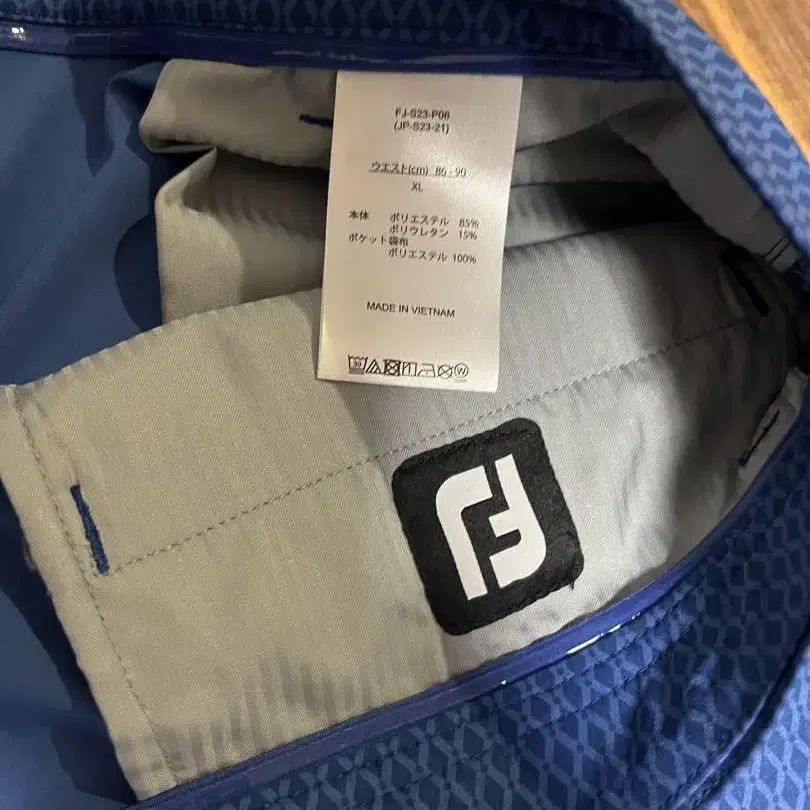 FJ-S23-P06
(JP-S23-21)
ウエスト(cm) 86 - 90
XL
本体 ポリエステル 85%
ポリウレタン 15%
ポケット袋布
ポリエステル 100%
MADE IN VIETNAM
30
W
FJ